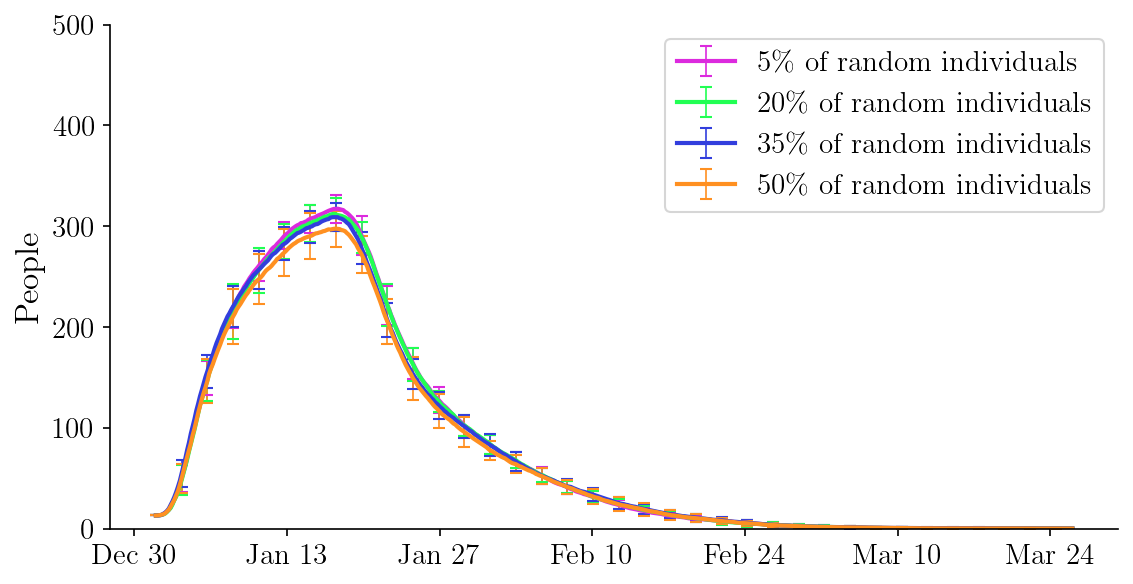 500
400
300
200
100
0
People
5% of random individuals
20% of random individuals
35% of random individuals
50% of random individuals
Dec 30 Jan 13 Jan 27 Feb 10 Feb 24 Mar 10 Mar 24